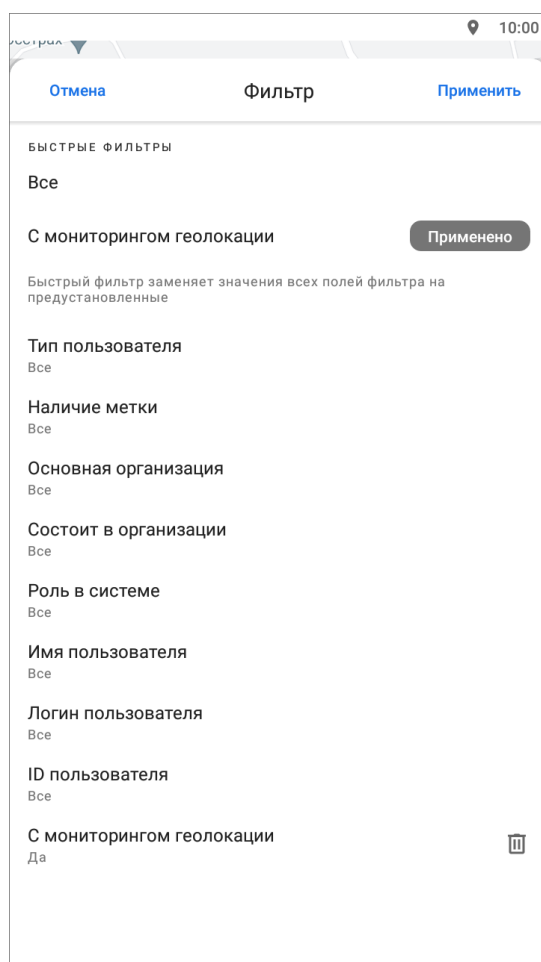 10:00
Отмена
Фильтр
Применить
БЫСТРЫЕ ФИЛЬТРЫ
Все
С мониторингом геолокации
Применено
Быстрый фильтр заменяет значения всех полей фильтра на
предустановленные
Тип пользователя
Все
Наличие метки
Все
Основная организация
Все
Состоит в организации
Все
Роль в системе
Все
Имя пользователя
Все
Логин пользователя
Все
ID пользователя
Все
С мониторингом геолокации
Да